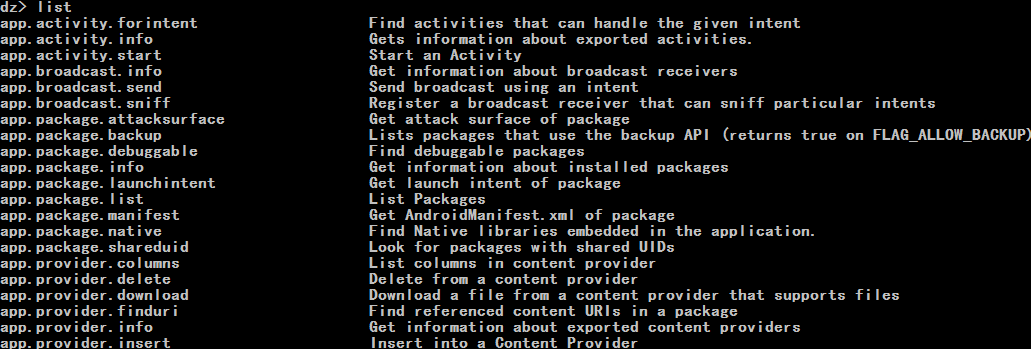 dz> list
app.activity.forintent Find activities that can handle the given intent
app.activity.info Gets information about exported activities.
app.activity.start Start an Activity
app.broadcast.info Get information about broadcast receivers
app.broadcast.send Send broadcast using an intent
app.broadcast.sniff Register a broadcast receiver that can sniff particular intents
app.package.attacksurface Get attack surface of package
app.package.backup Lists packages that use the backup API (returns true on FLAG_ALLOW_BACKUP)
app.package.debuggable Find debuggable packages
app.package.info Get information about installed packages
app.package.launchintent Get launch intent of package
app.package.list List Packages
app.package.manifest Get AndroidManifest.xml of package
app.package.native Find Native libraries embedded in the application.
app.package.shareduid Look for packages with shared UIDs
app.provider.columns List columns in content provider
app.provider.delete Delete from a content provider
app.provider.download Download a file from a content provider that supports files
app.provider.finduri Find referenced content URIs in a package
app.provider.info Get information about exported content providers
app.provider.insert Insert into a Content Provider